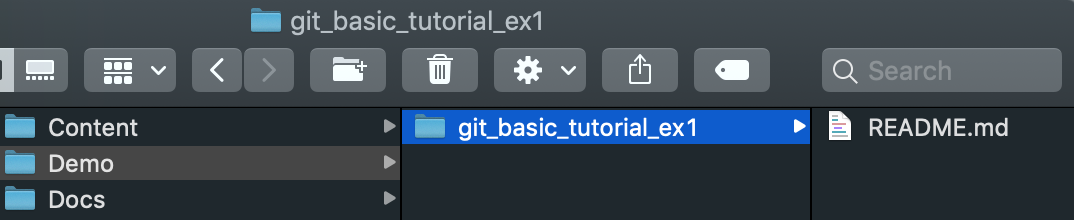 git_basic_tutorial_ex1
Search
Content
Demo
Docs
git_basic_tutorial_ex1
README.md